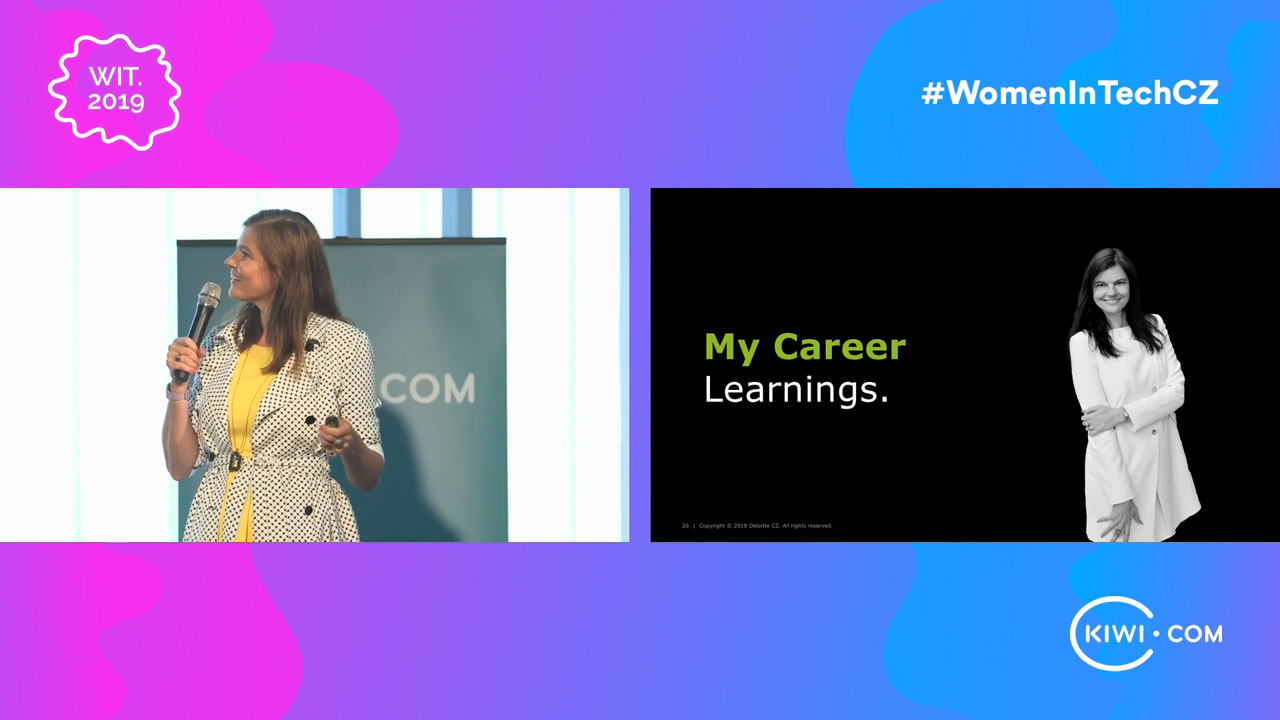 WIT.
2019
#WomenInTechCZ
.COM
My Career
Learnings.
20 | Copyright © 2018 Deloitte CZ. All rights reserved.
KIWI·COM